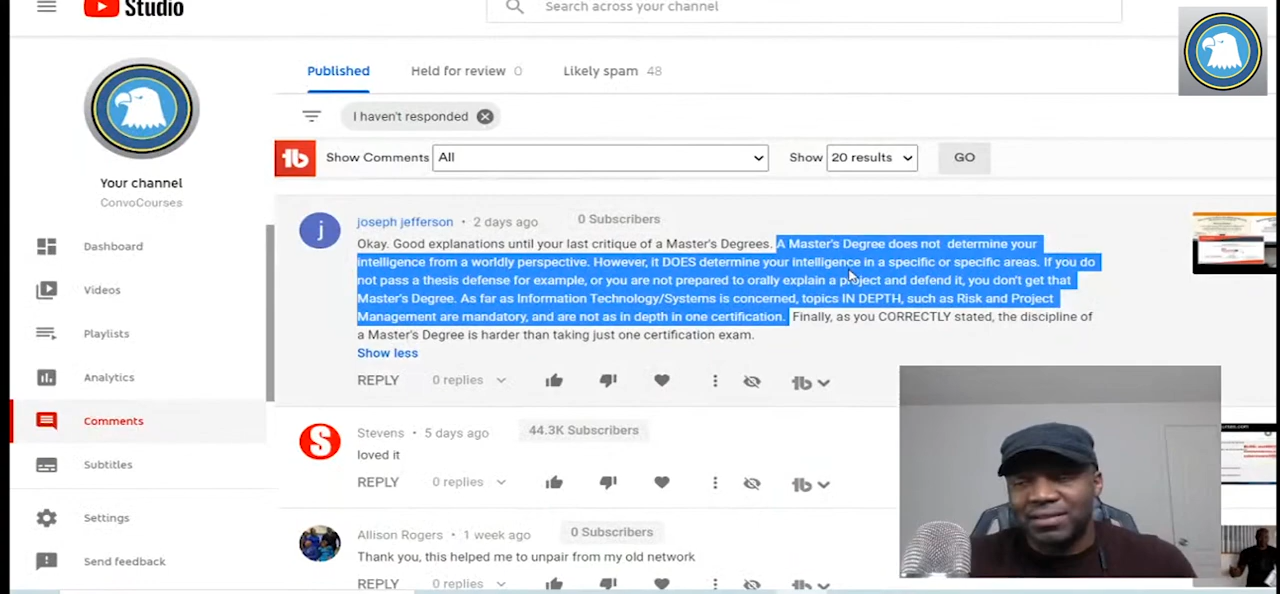 Studio
Search across your channel
Your channel
ConvoCourses
Dashboard
Videos
Playlists
Analytics
Comments
Subtitles
Settings
Send feedback
Published
Held for review 0
Likely spam 48
I haven't responded
tb Show Comments All Show 20 results GO
j
joseph jefferson • 2 days ago 0 Subscribers
Okay. Good explanations until your last critique of a Master's Degrees. A Master's Degree does not determine your
intelligence from a worldly perspective. However, it DOES determine your intelligence in a specific or specific areas. If you do
not pass a thesis defense for example, or you are not prepared to orally explain a project and defend it, you don't get that
Master's Degree. As far as Information Technology/Systems is concerned, topics IN DEPTH, such as Risk and Project
Management are mandatory, and are not as in depth in one certification. Finally, as you CORRECTLY stated, the discipline of
a Master's Degree is harder than taking just one certification exam.
Show less
REPLY 0 replies tb
S
Stevens • 5 days ago 44.3K Subscribers
loved it
REPLY 0 replies tb
Allison Rogers • 1 week ago 0 Subscribers
Thank you, this helped me to unpair from my old network
REPLY 0 replies tb